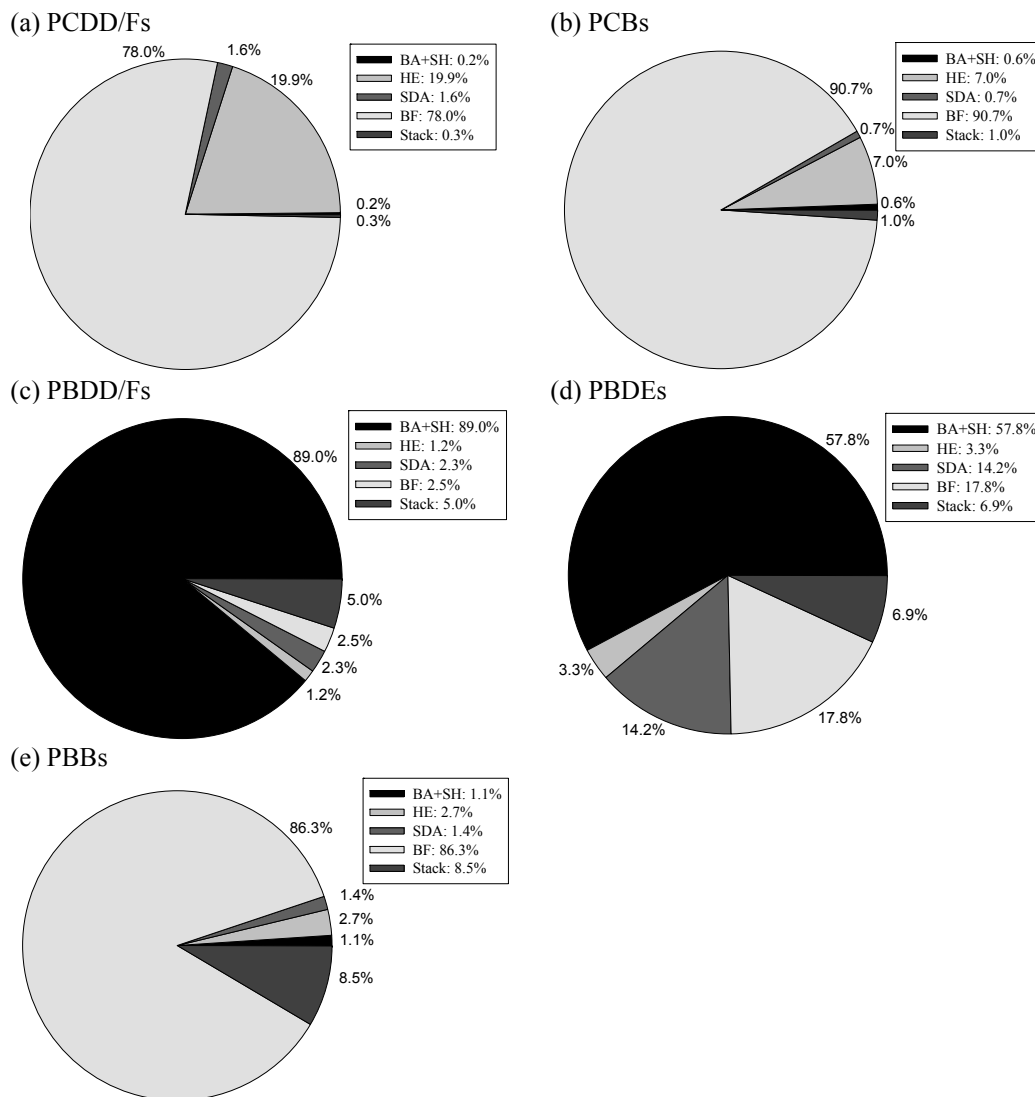 (a) PCDD/Fs
78.0%
1.6%
19.9%
0.2%
0.3%
BA+SH: 0.2%
HE: 19.9%
SDA: 1.6%
BF: 78.0%
Stack: 0.3%
(b) PCBs
90.7%
0.7%
7.0%
0.6%
1.0%
BA+SH: 0.6%
HE: 7.0%
SDA: 0.7%
BF: 90.7%
Stack: 1.0%
(c) PBDD/Fs
89.0%
5.0%
2.5%
2.3%
1.2%
BA+SH: 89.0%
HE: 1.2%
SDA: 2.3%
BF: 2.5%
Stack: 5.0%
(d) PBDEs
57.8%
6.9%
17.8%
14.2%
3.3%
BA+SH: 57.8%
HE: 3.3%
SDA: 14.2%
BF: 17.8%
Stack: 6.9%
(e) PBBs
86.3%
1.4%
2.7%
1.1%
8.5%
BA+SH: 1.1%
HE: 2.7%
SDA: 1.4%
BF: 86.3%
Stack: 8.5%